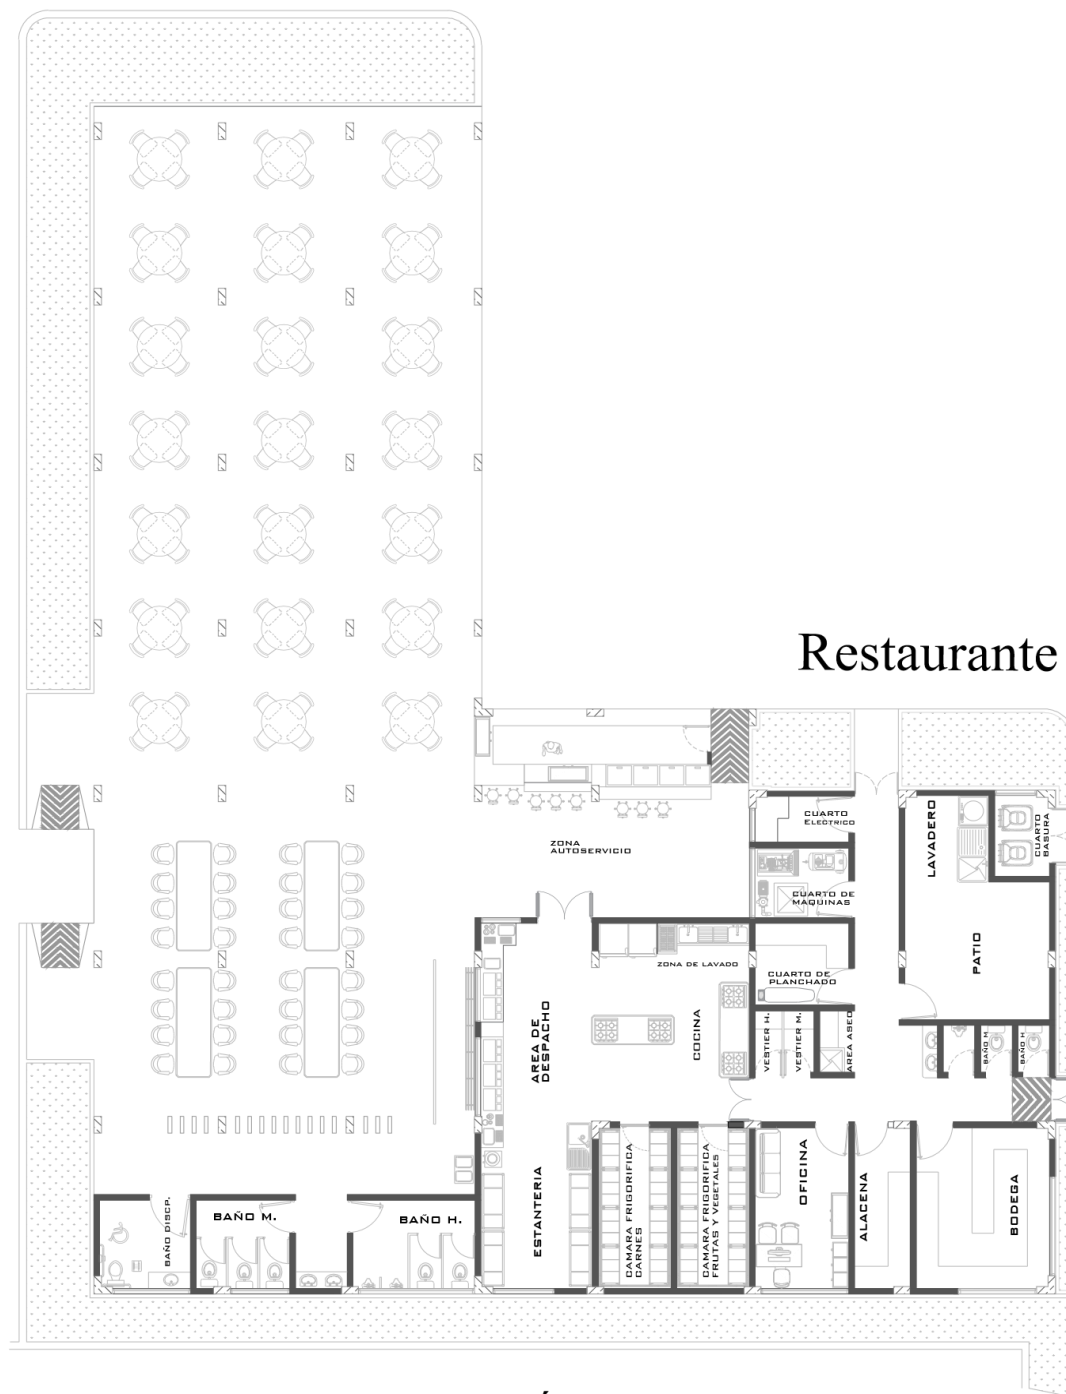 Restaurante
CUARTO
ELECTRICO
LAVADERO
CUARTO
BASURA
ZONA
AUTOSERVICIO
CUARTO DE
MAQUINAS
PATIO
ZONA DE LAVADO
CUARTO DE
PLANCHADO
AREA DE
DESPACHO
COCINA
VESTIER H.
VESTIER M.
AREA ASEO
BAÑO M
BAÑO H
BAÑO DISCP.
BAÑO M.
BAÑO H.
ESTANTERIA
CAMARA FRIGORIFICA
CARNES
CAMARA FRIGORIFICA
FRUTAS Y VEGETALES
OFICINA
ALACENA
BODEGA